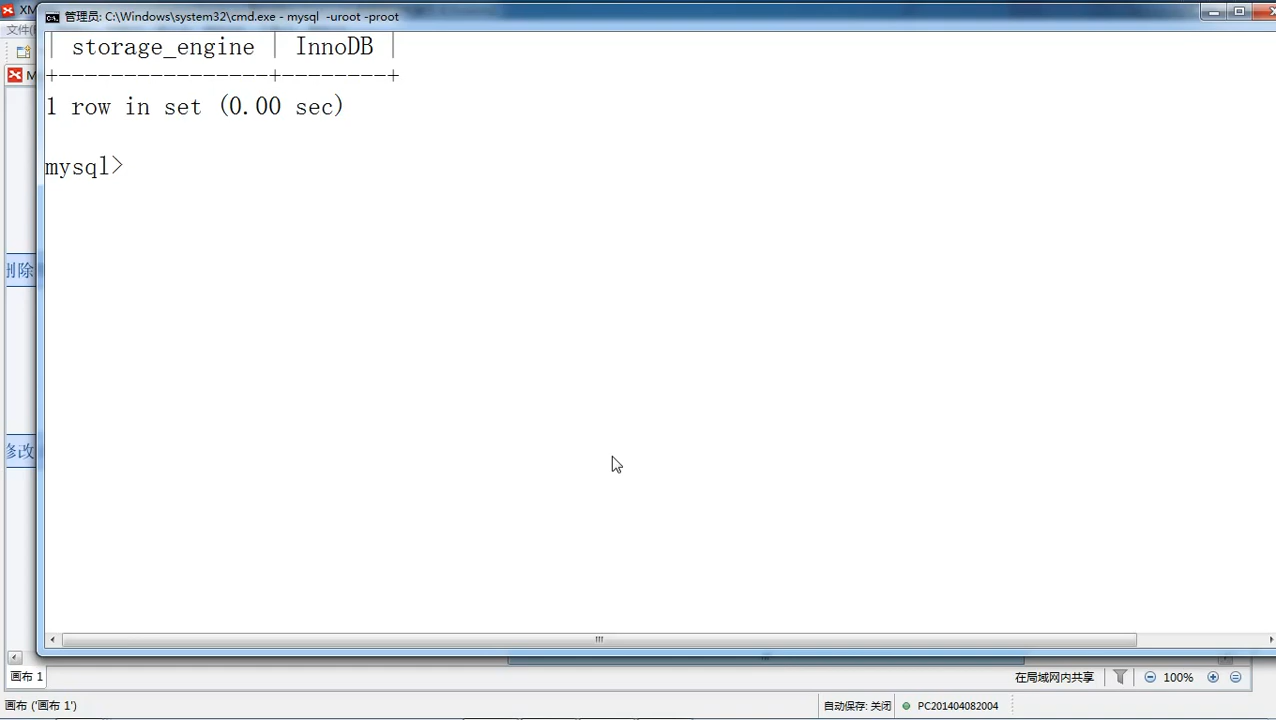 XM
管理员: C:\Windows\system32\cmd.exe - mysql -uroot -proot
文件(
M
| storage_engine | InnoDB |
+----------------+--------+
1 row in set (0.00 sec)
mysql>
删除
修改
画布 1
在局域网内共享
100%
画布 ('画布 1')
自动保存: 关闭
PC201404082004